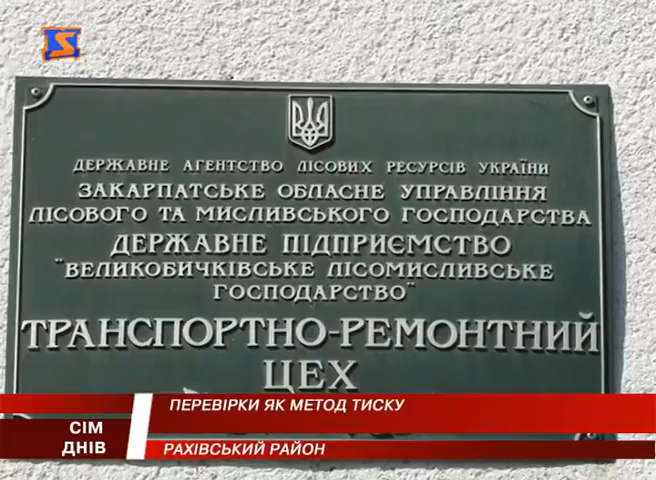 ДЕРЖАВНЕ АГЕНТСТВО ЛІСОВИХ РЕСУРСІВ УКРАЇНИ
ЗАКАРПАТСЬКЕ ОБЛАСНЕ УПРАВЛІННЯ
ЛІСОВОГО ТА МИСЛИВСЬКОГО ГОСПОДАРСТВА
ДЕРЖАВНЕ ПІДПРИЄМСТВО
"ВЕЛИКОБИЧКІВСЬКЕ ЛІСОМИСЛИВСЬКЕ
ГОСПОДАРСТВО"
ТРАНСПОРТНО-РЕМОНТНИЙ
ЦЕХ
ПЕРЕВІРКИ ЯК МЕТОД ТИСКУ
СІМ
ДНІВ
РАХІВСЬКИЙ РАЙОН